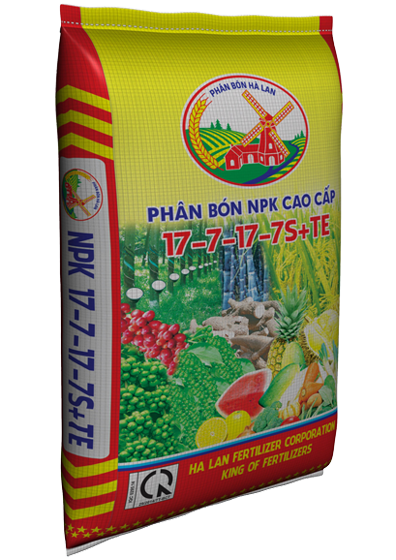 PHÂN BÓN HÀ LAN
PHÂN BÓN NPK CAO CẤP
17-7-17-7S+TE
NPK 17-7-17-7S+TE
HA LAN FERTILIZER CORPORATION
KING OF FERTILIZERS